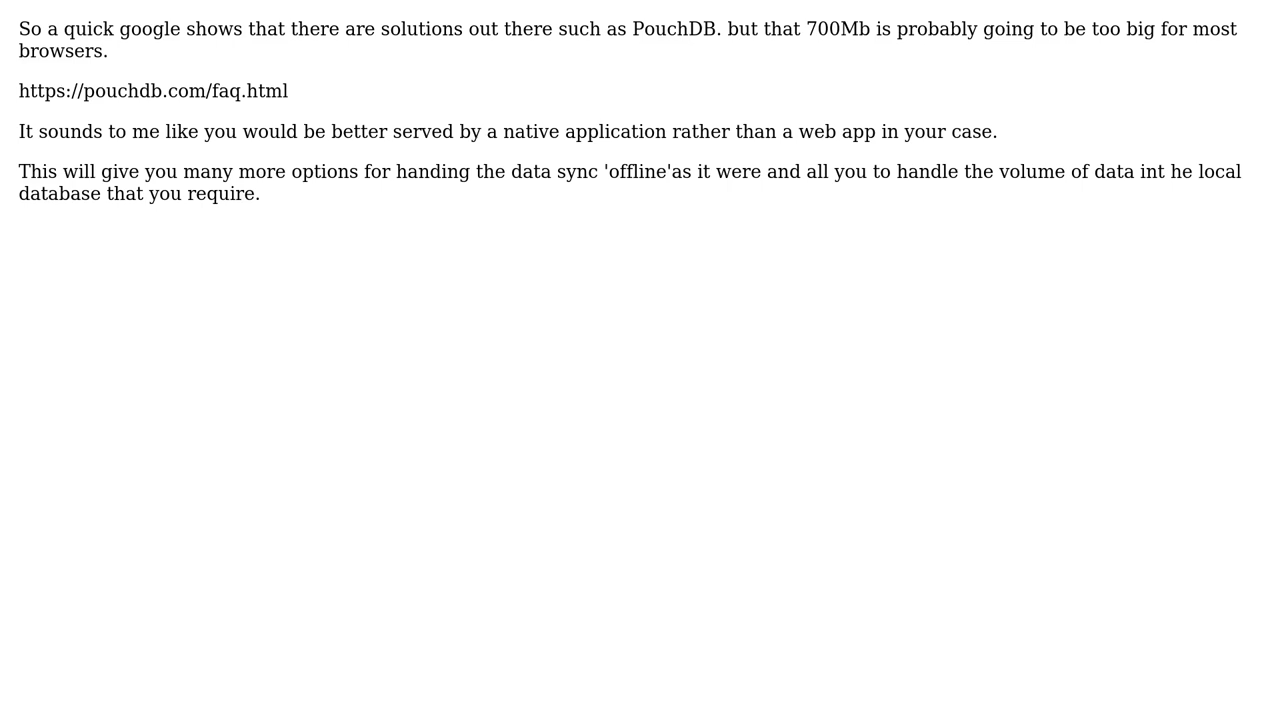 So a quick google shows that there are solutions out there such as PouchDB. but that 700Mb is probably going to be too big for most
browsers.
https://pouchdb.com/faq.html
It sounds to me like you would be better served by a native application rather than a web app in your case.
This will give you many more options for handing the data sync 'offline'as it were and all you to handle the volume of data int he local
database that you require.